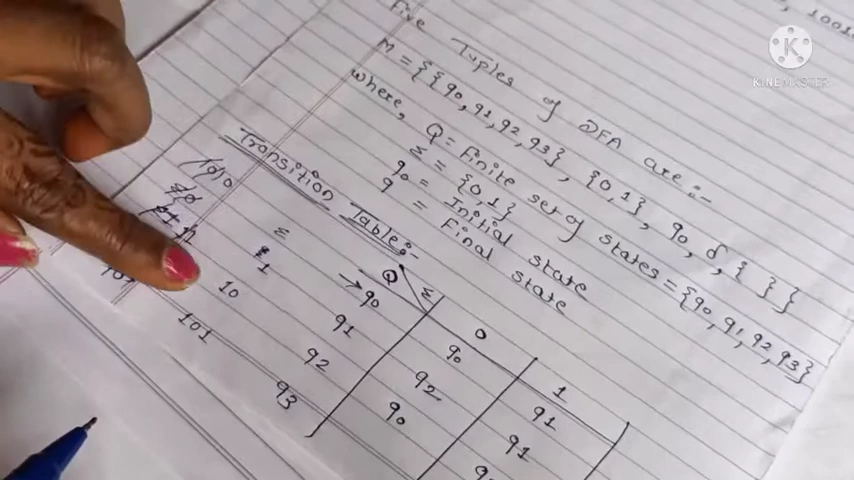 , 10010
Five Tuples of DFA are:-
M = {{q0, q1, q2, q3}, {0,1}, q0, δ, { } }
where, Q = Finite set of states = {q0, q1, q2, q3}
Σ = {0,1}
q0 = Initial state
q = Final state
Transition Table:-
Q Σ 0 1
ε →q0 q0 q1
1 q1 q2 q1
10 q2 q0
101 q3
KINEMASTER